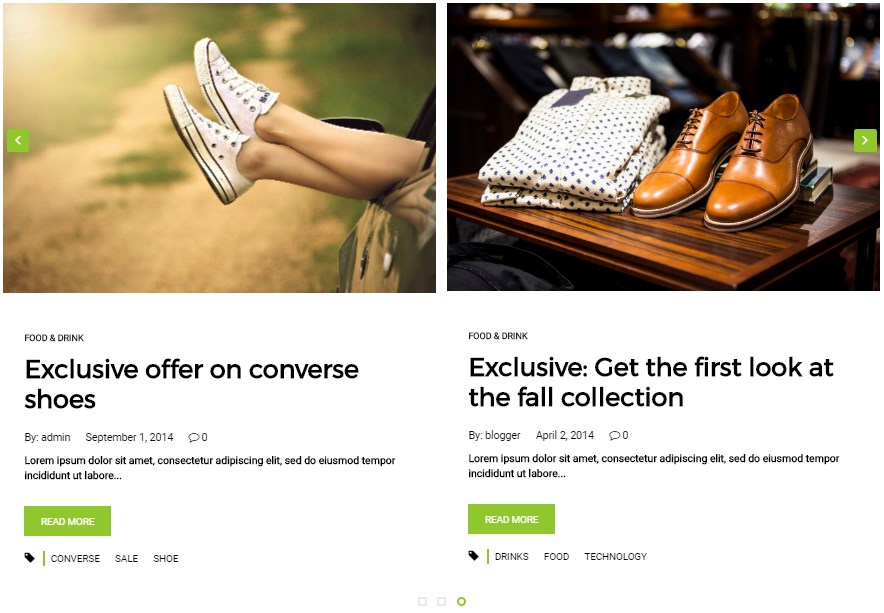 FOOD & DRINK
Exclusive offer on converse
shoes
By: admin September 1, 2014 0
Lorem ipsum dolor sit amet, consectetur adipiscing elit, sed do eiusmod tempor
incididunt ut labore...
READ MORE
CONVERSE SALE SHOE
FOOD & DRINK
Exclusive: Get the first look at
the fall collection
By: blogger April 2, 2014 0
Lorem ipsum dolor sit amet, consectetur adipiscing elit, sed do eiusmod tempor
incididunt ut labore...
READ MORE
DRINKS FOOD TECHNOLOGY